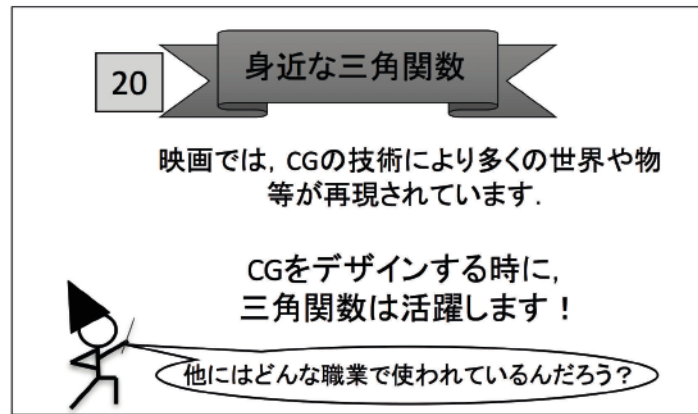 20
身近な三角関数
映画では, CGの技術により多くの世界や物
等が再現されています.
CGをデザインする時に,
三角関数は活躍します！
他にはどんな職業で使われているんだろう？